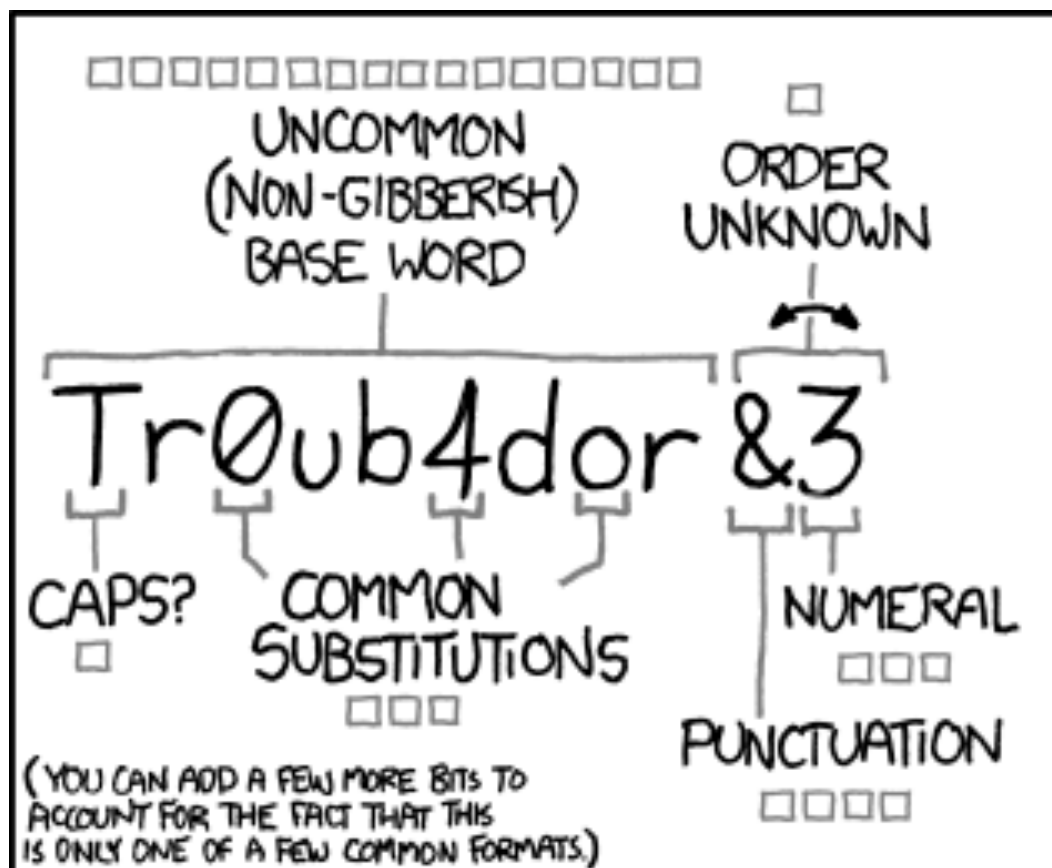 UNCOMMON
(NON-GIBBERISH)
BASE WORD
ORDER
UNKNOWN
Tr0ub4dor &3
CAPS?
COMMON
SUBSTITUTIONS
NUMERAL
PUNCTUATION
(YOU CAN ADD A FEW MORE BITS TO
ACCOUNT FOR THE FACT THAT THIS
IS ONLY ONE OF A FEW COMMON FORMATS.)